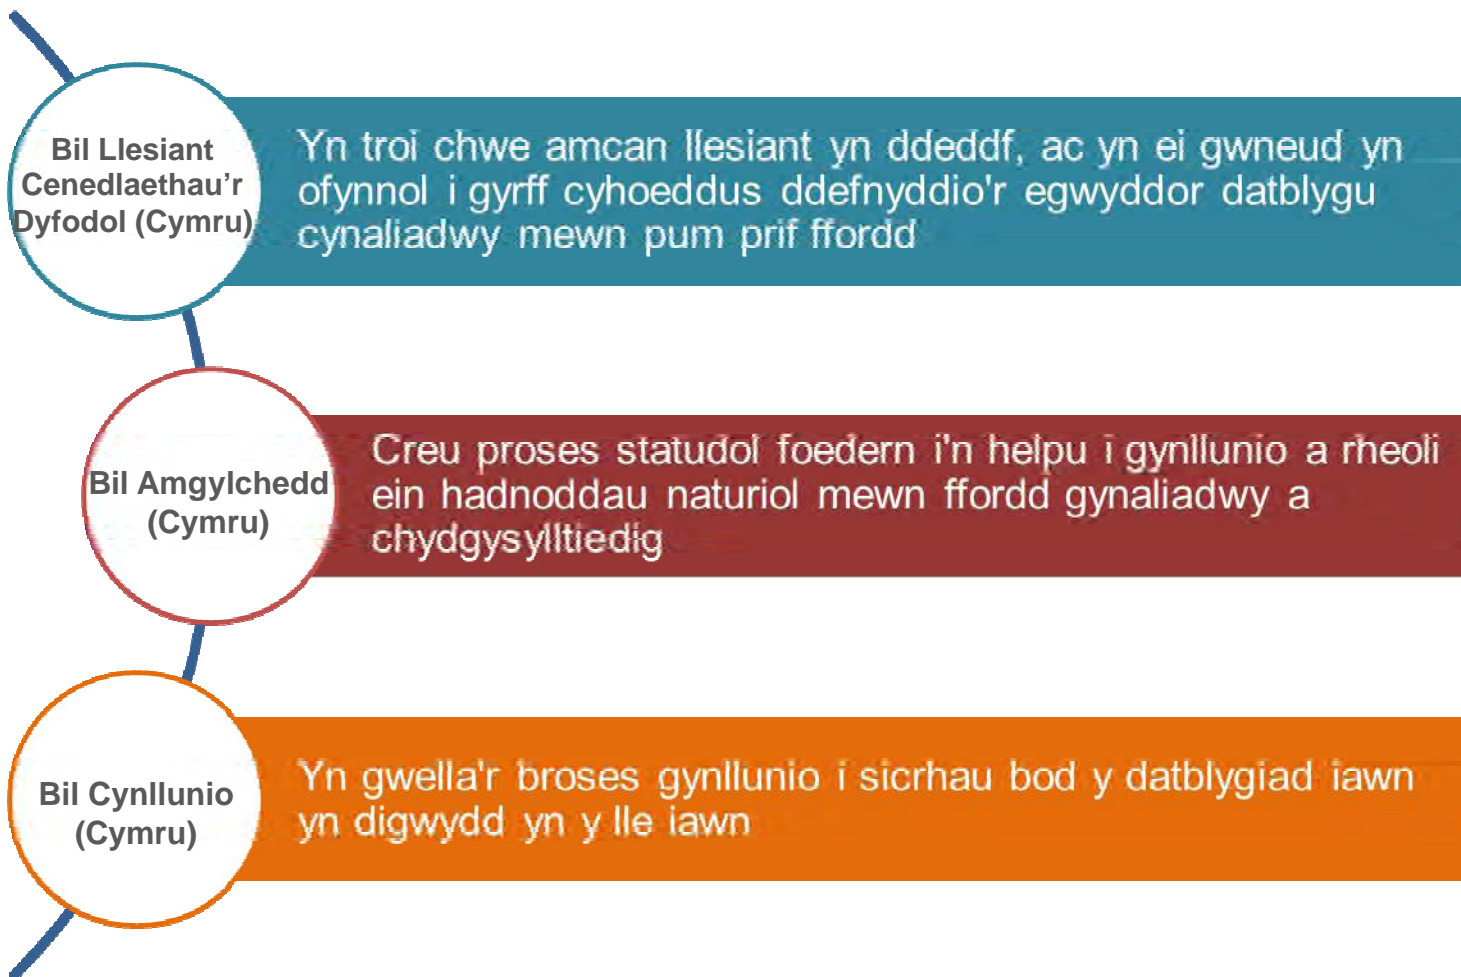 Bil Llesiant
Cenedlaethau’r
Dyfodol (Cymru)
Yn troi chwe amcan llesiant yn ddeddf, ac yn ei gwneud yn
ofynnol i gyrff cyhoeddus ddefnyddio'r egwyddor datblygu
cynaliadwy mewn pum prif ffordd
Bil Amgylchedd
(Cymru)
Creu proses statudol foedern i'n helpu i gynllunio a rheoli
ein hadnoddau naturiol mewn ffordd gynaliadwy a
chydgysylltiedig
Bil Cynllunio
(Cymru)
Yn gwella'r broses gynllunio i sicrhau bod y datblygiad iawn
yn digwydd yn y lle iawn